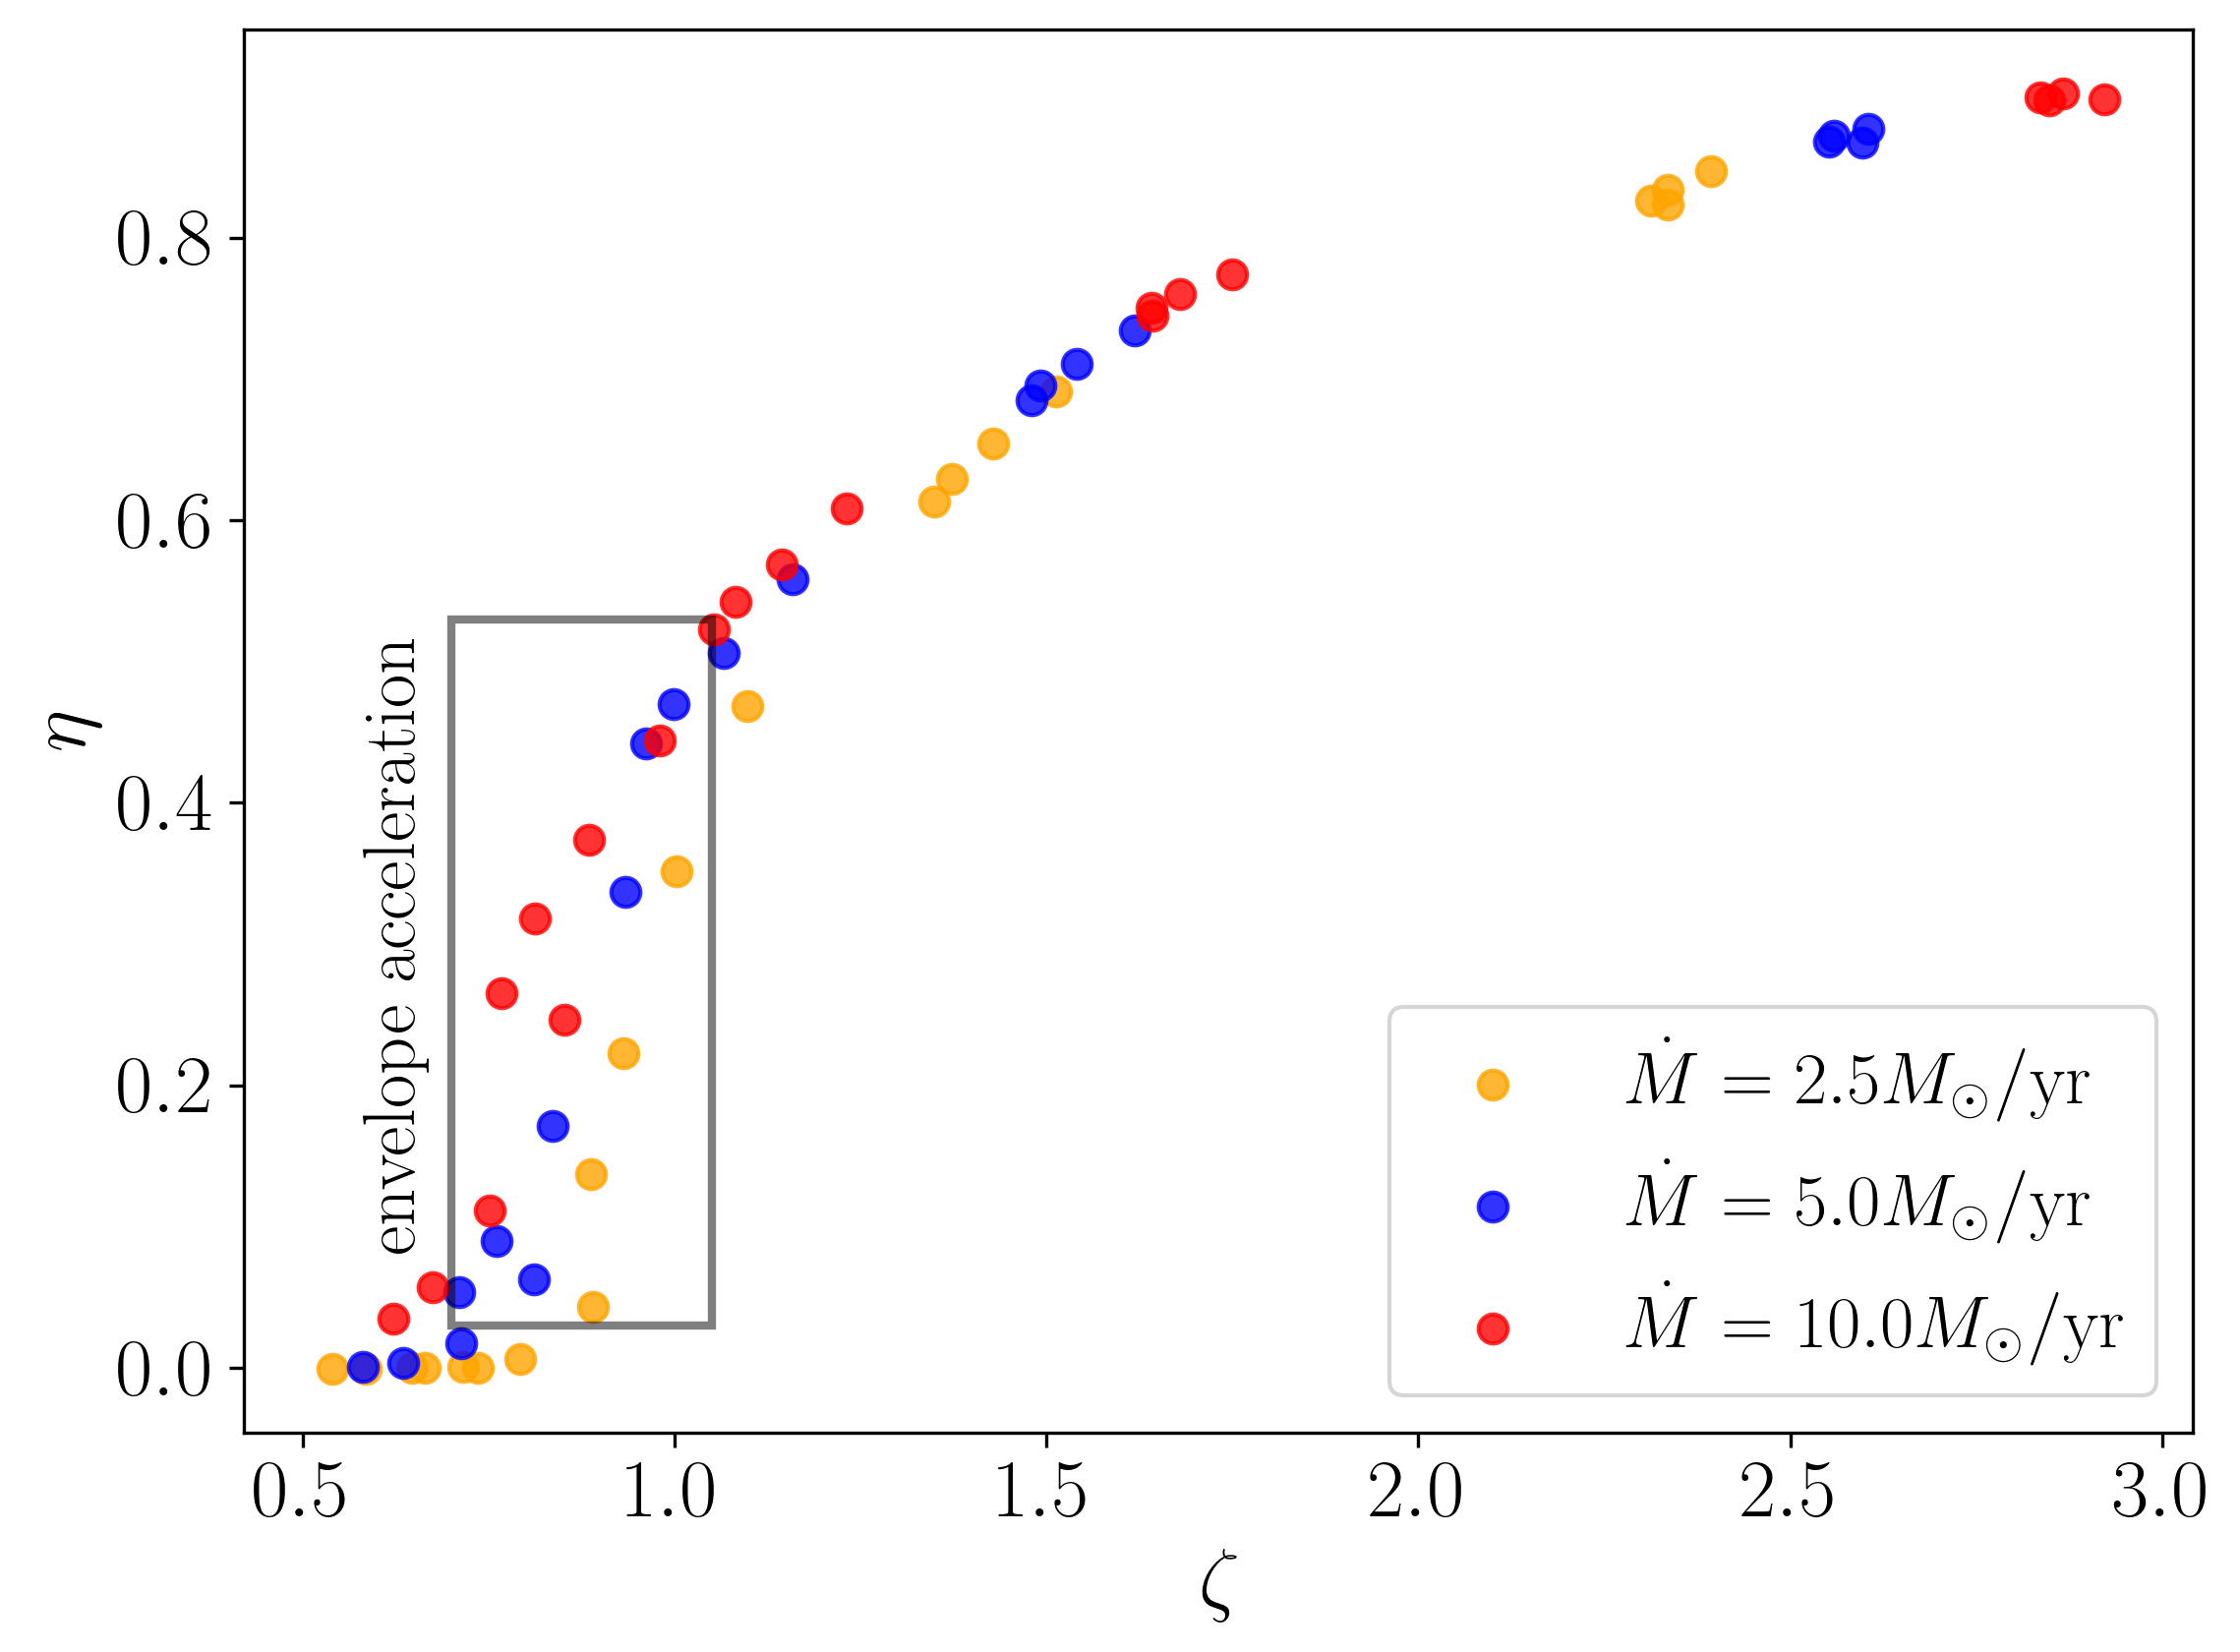 η
0.8
0.6
0.4
0.2
0.0
envelope acceleration
Ṁ = 2.5M⊙/yr
Ṁ = 5.0M⊙/yr
Ṁ = 10.0M⊙/yr
0.5 1.0 1.5 2.0 2.5 3.0
ζ